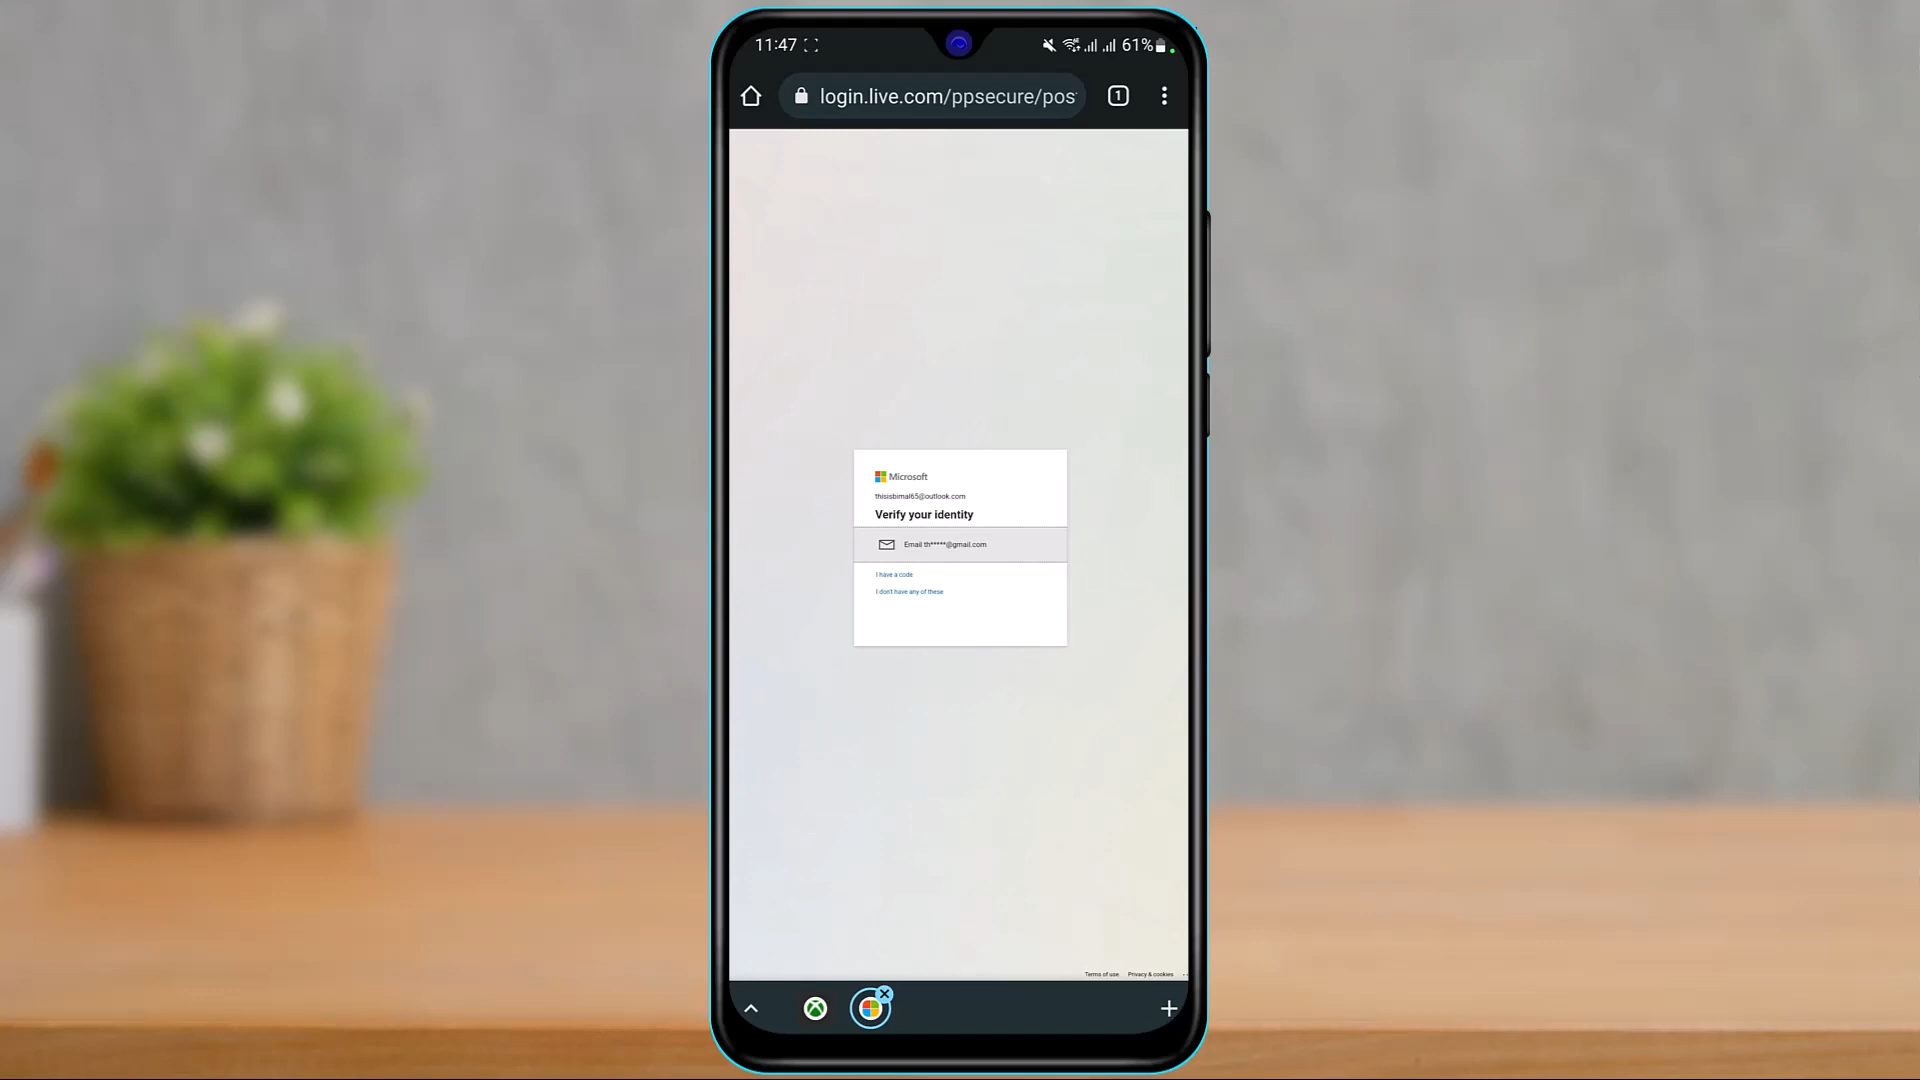 11:47
61%
login.live.com/ppsecure/pos
1
Microsoft
thisisbimal65@outlook.com
Verify your identity
Email th*****@gmail.com
I have a code
I don't have any of these
Terms of use Privacy & cookies